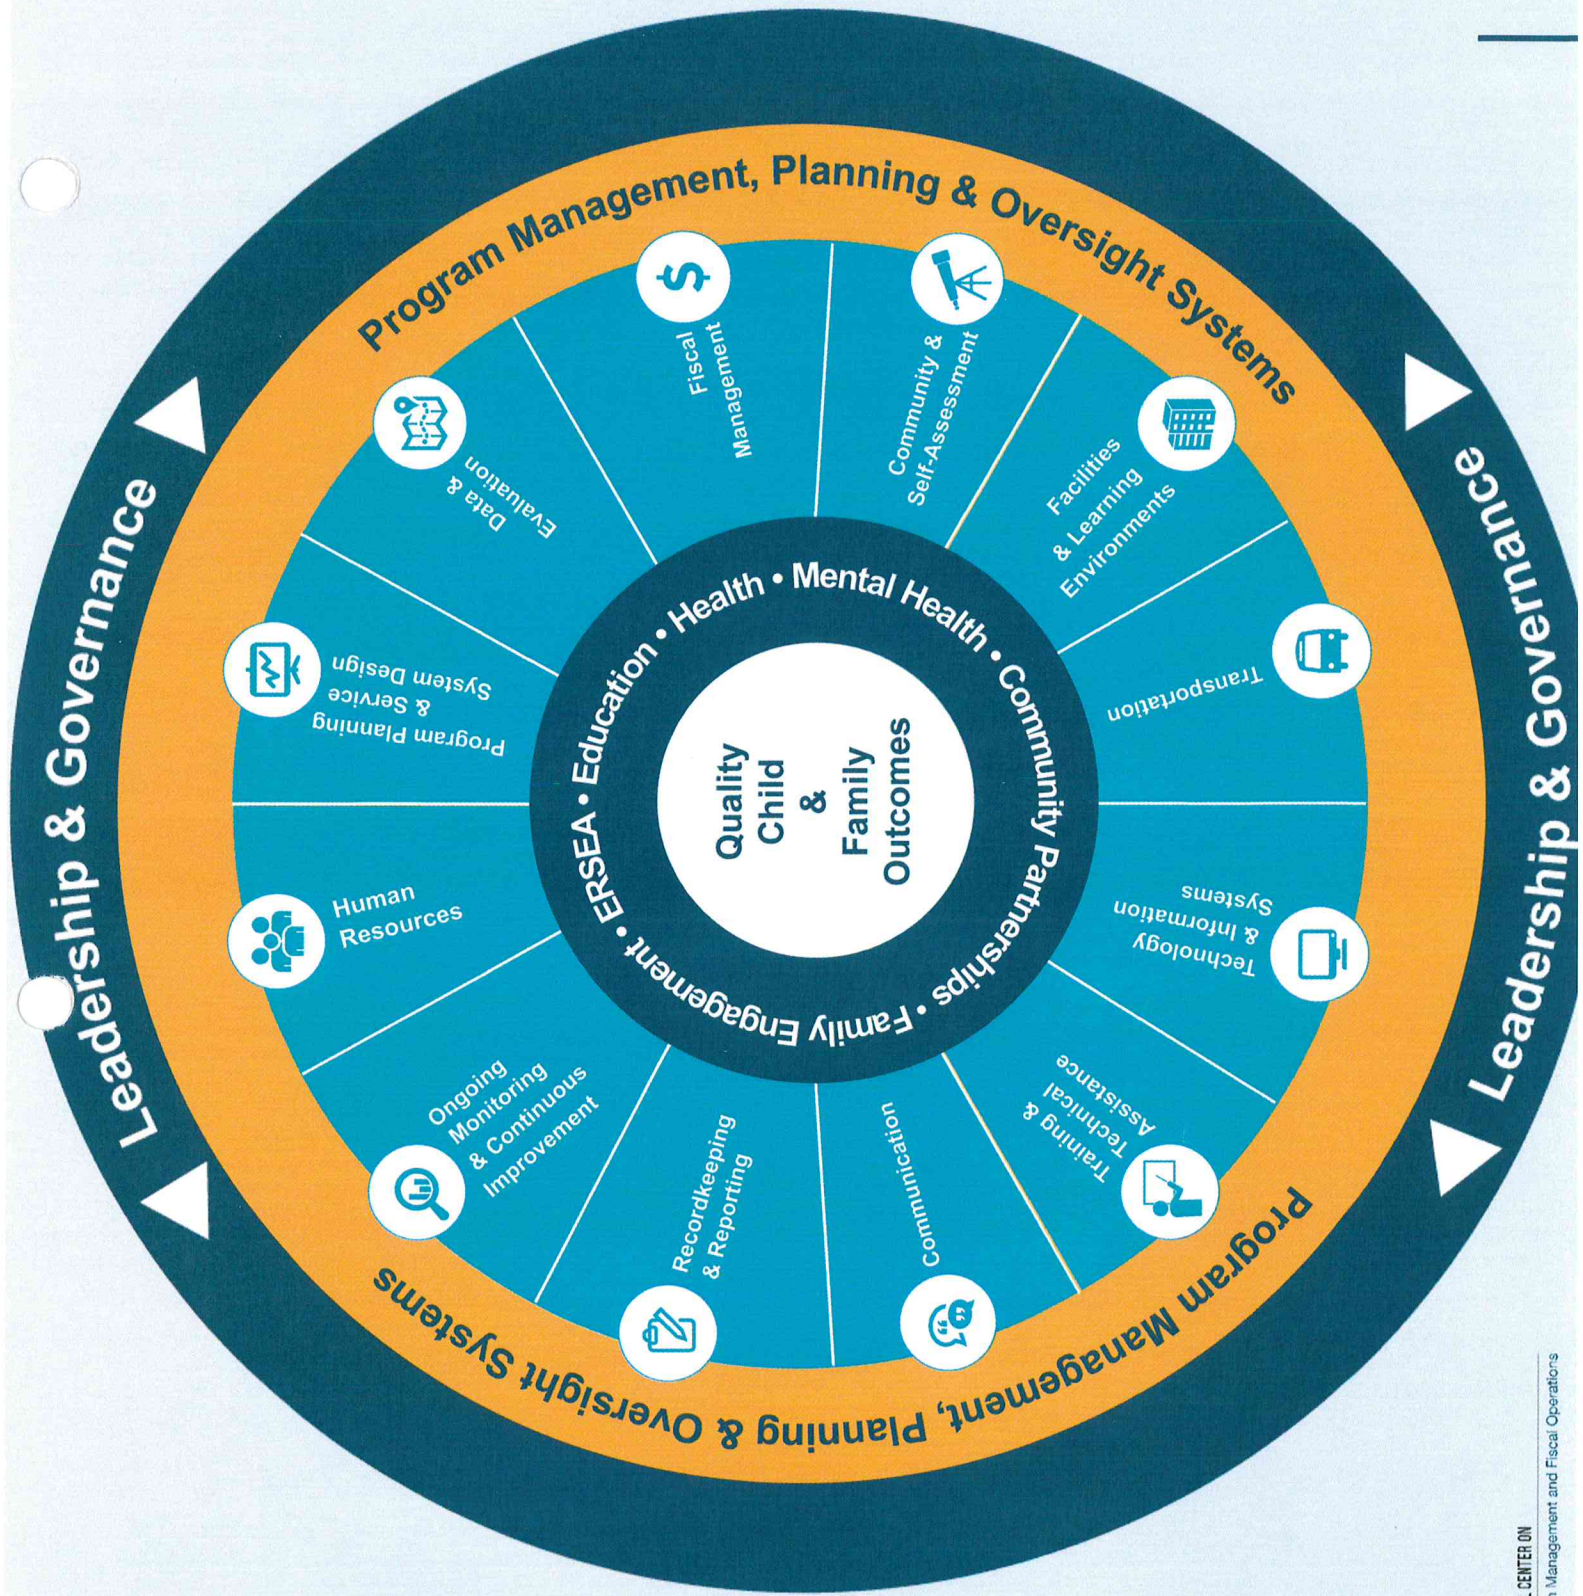 Leadership & Governance
Program Management, Planning & Oversight Systems
Fiscal
Management
Community &
Self-Assessment
Facilities
& Learning
Environments
Transportation
Technology
& Information
Systems
Training &
Technical
Assistance
Communication
Recordkeeping
& Reporting
Ongoing
Monitoring
& Continuous
Improvement
Human
Resources
Program Planning
& Service
System Design
Data &
Evaluation
ERSEA • Education • Health • Mental Health • Community Partnerships • Family Engagement •
Quality
Child
&
Family
Outcomes
Program Management, Planning & Oversight Systems
Leadership & Governance
CENTER ON
Management and Fiscal Operations